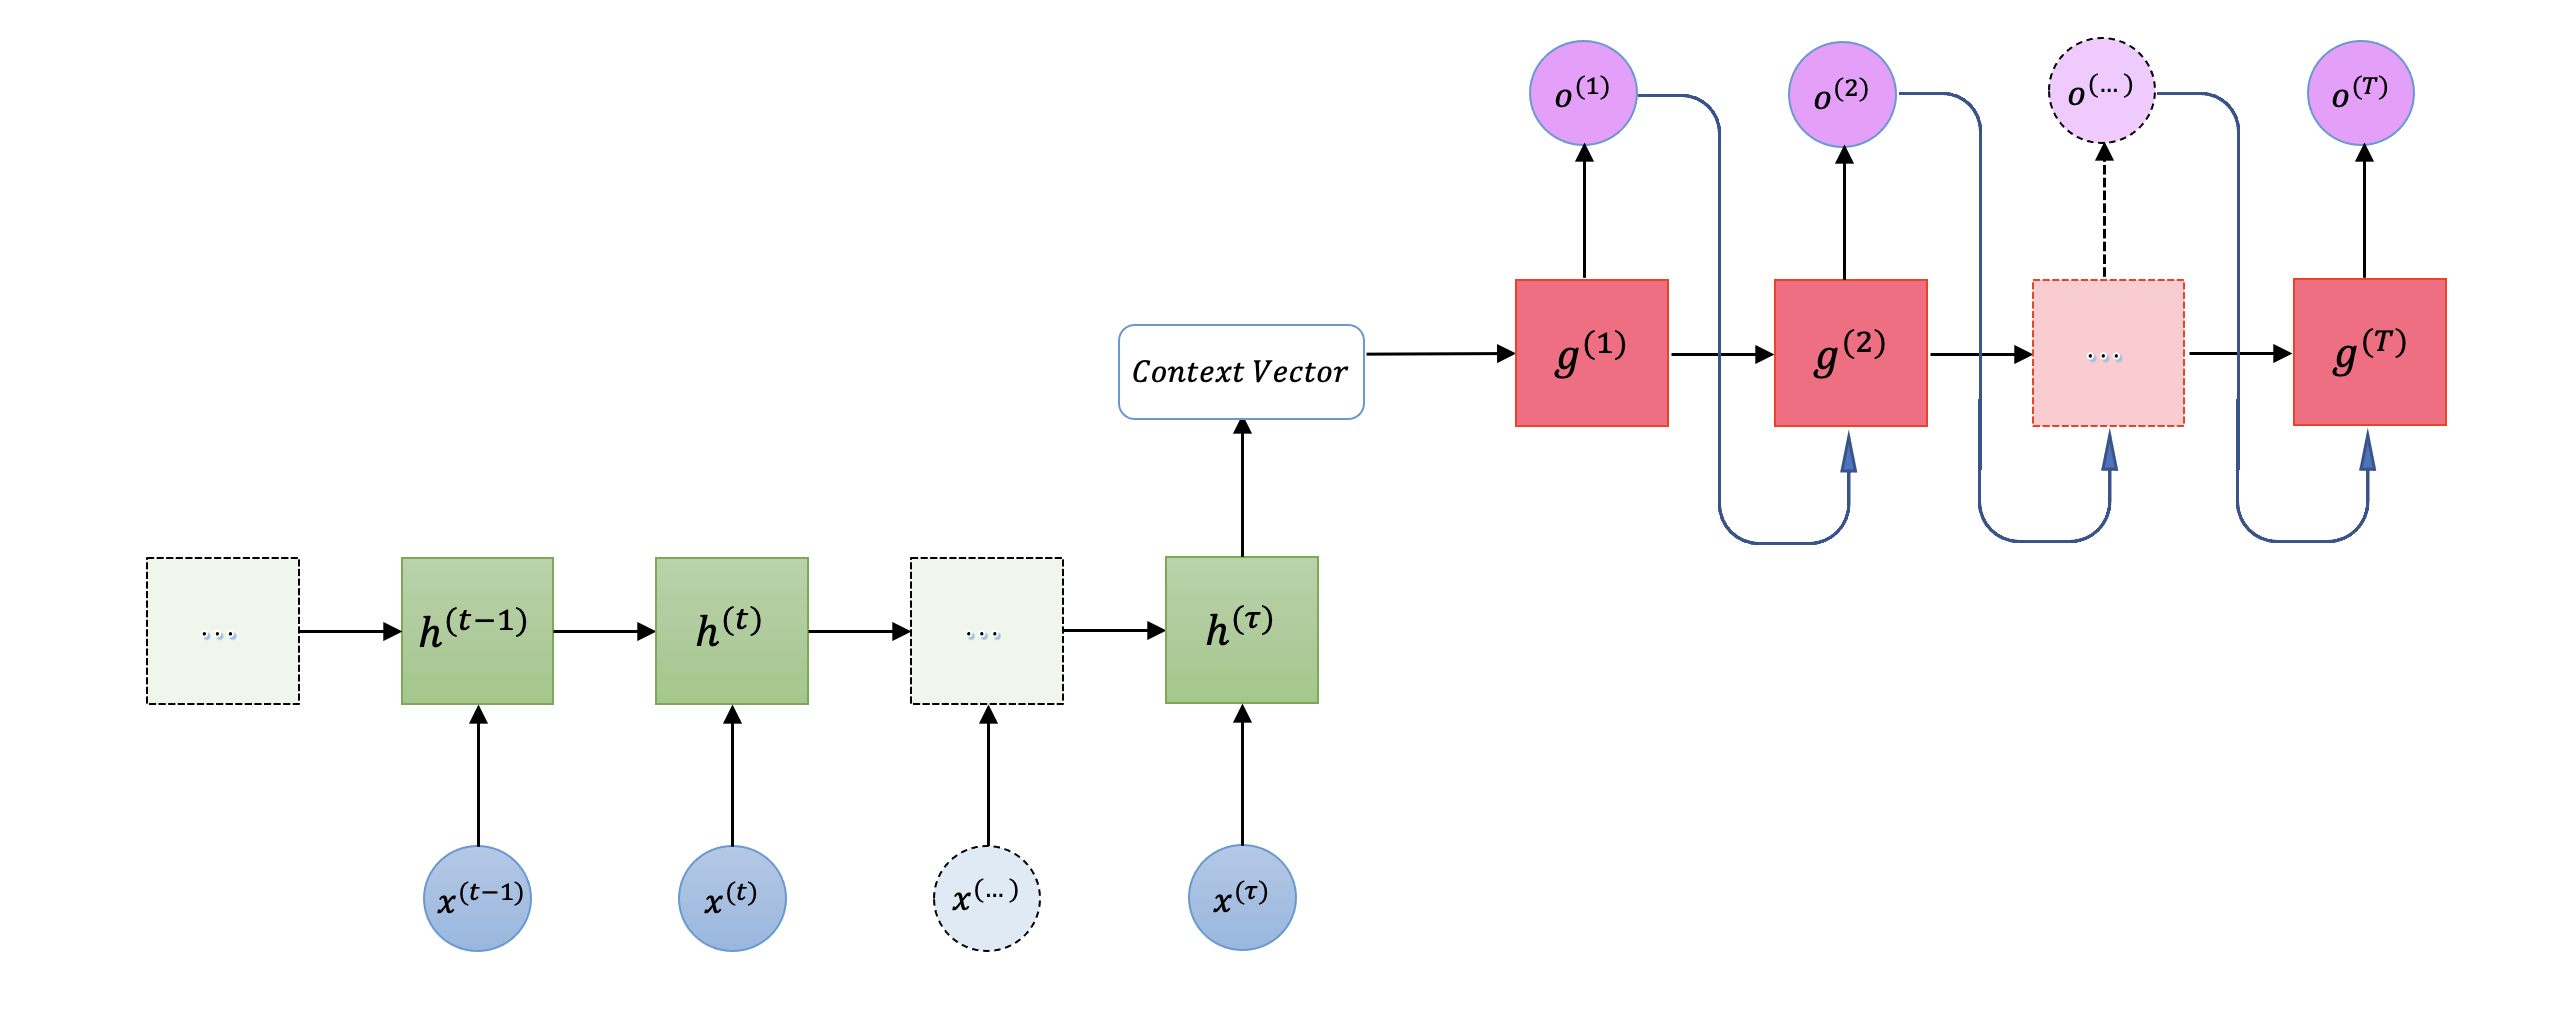 o^(1)
o^(2)
o^(...)
o^(T)
g^(1)
g^(2)
...
g^(T)
Context Vector
...
h^(t−1)
h^(t)
...
h^(τ)
x^(t−1)
x^(t)
x^(...)
x^(τ)